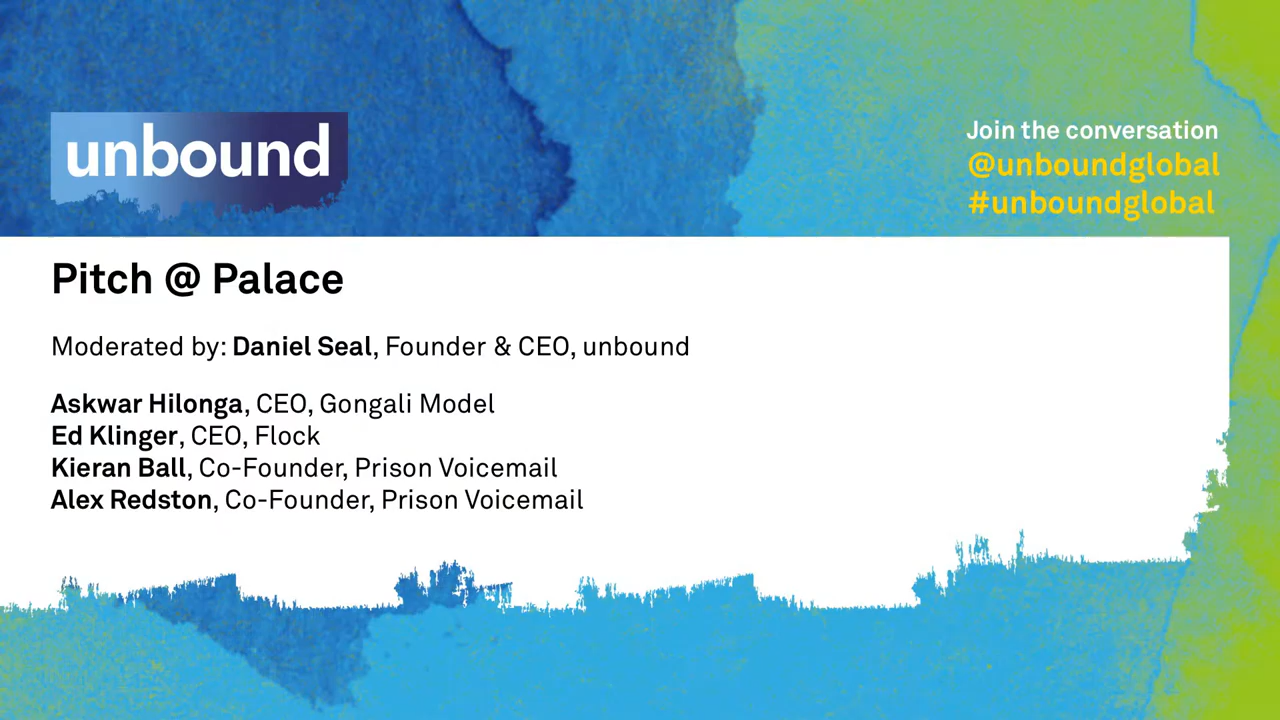 unbound
Join the conversation
@unboundglobal
#unboundglobal
Pitch @ Palace
Moderated by: Daniel Seal, Founder & CEO, unbound
Askwar Hilonga, CEO, Gongali Model
Ed Klinger, CEO, Flock
Kieran Ball, Co-Founder, Prison Voicemail
Alex Redston, Co-Founder, Prison Voicemail